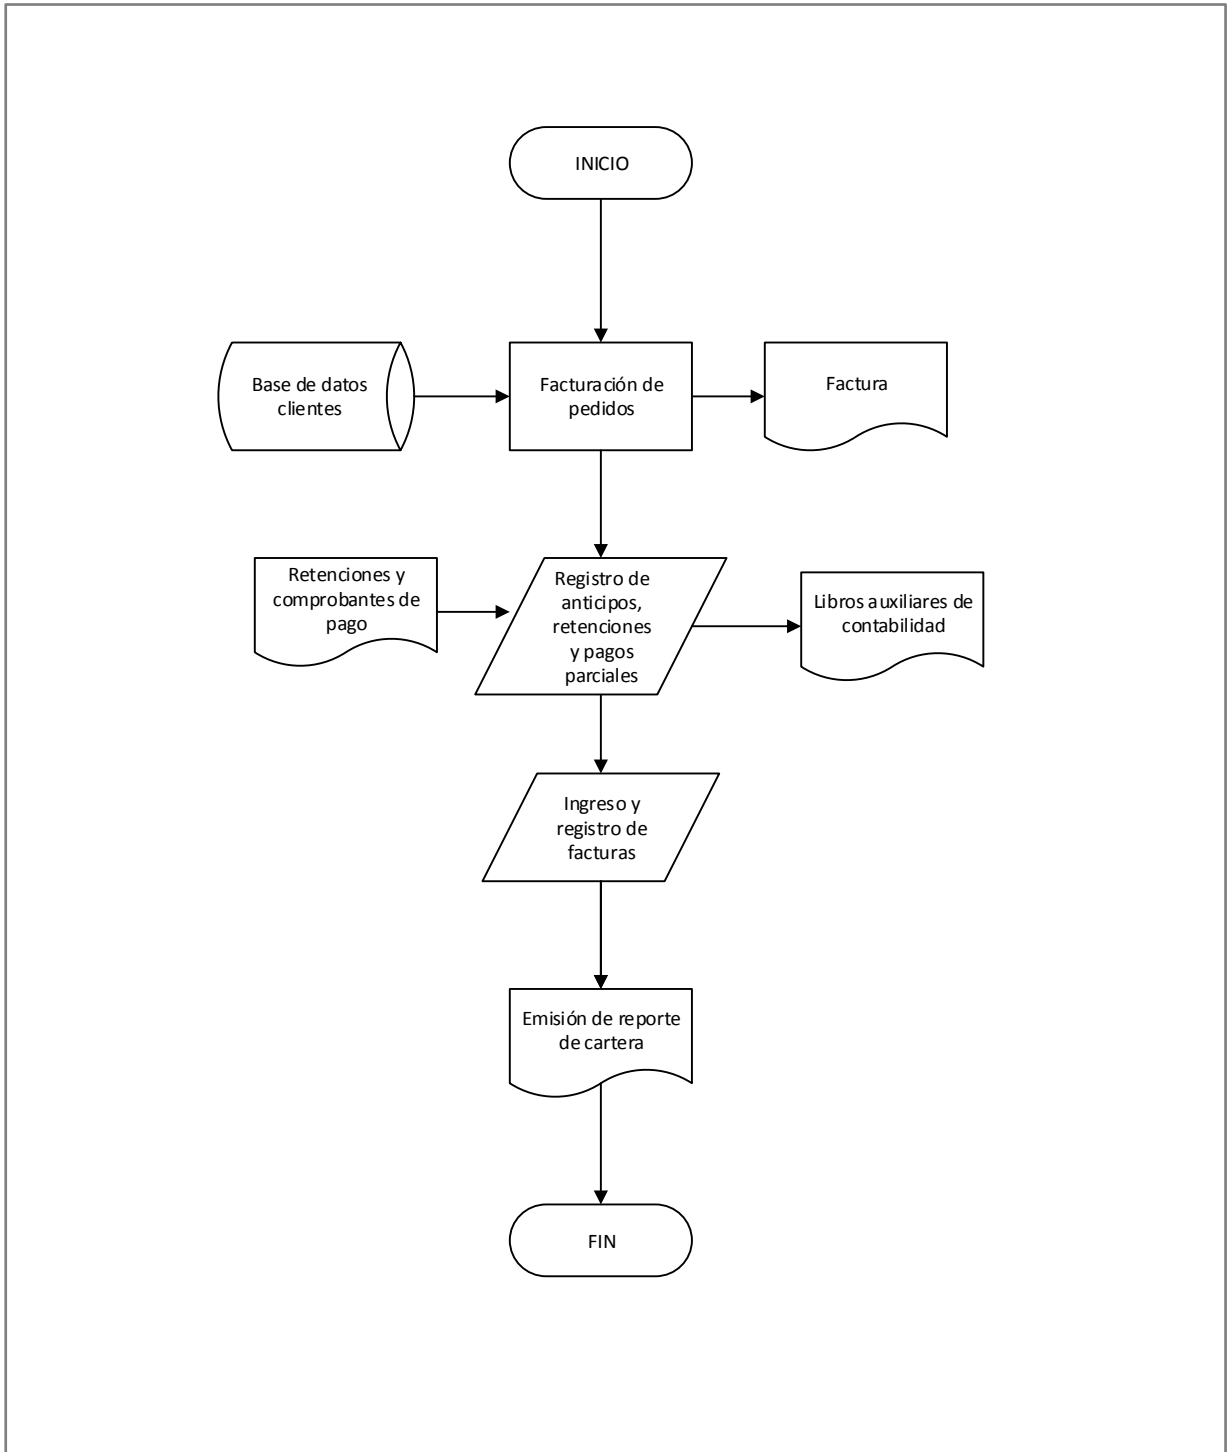 INICIO
Base de datos
clientes
Facturación de
pedidos
Factura
Retenciones y
comprobantes de
pago
Registro de
anticipos,
retenciones
y pagos
parciales
Libros auxiliares de
contabilidad
Ingreso y
registro de
facturas
Emisión de reporte
de cartera
FIN